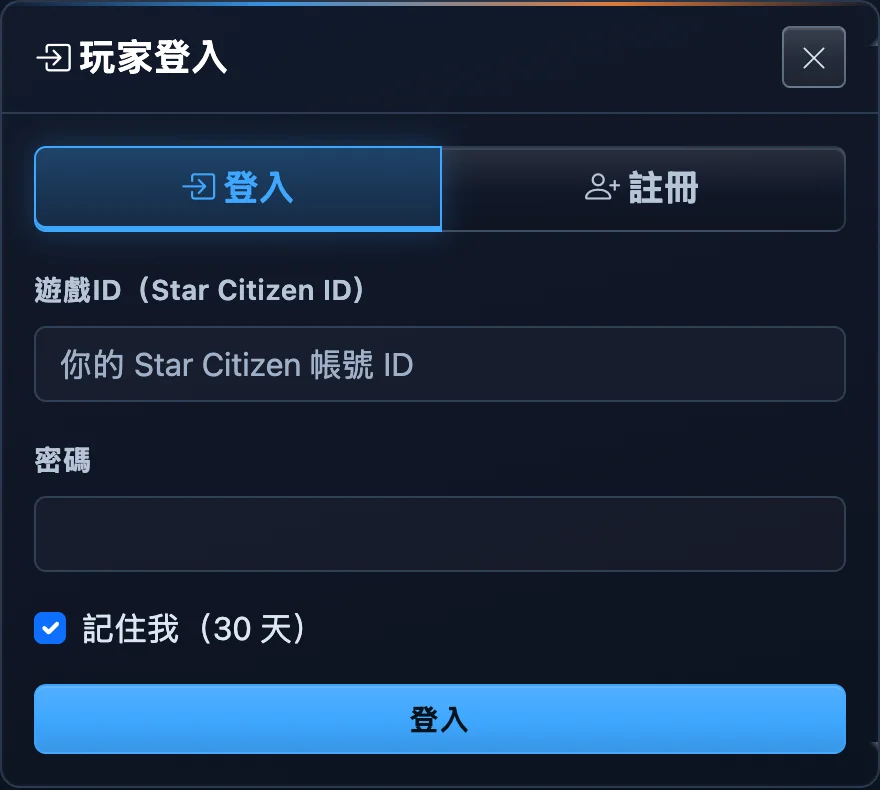 玩家登入
登入
註冊
遊戲ID（Star Citizen ID）
你的 Star Citizen 帳號 ID
密碼
記住我（30 天）
登入